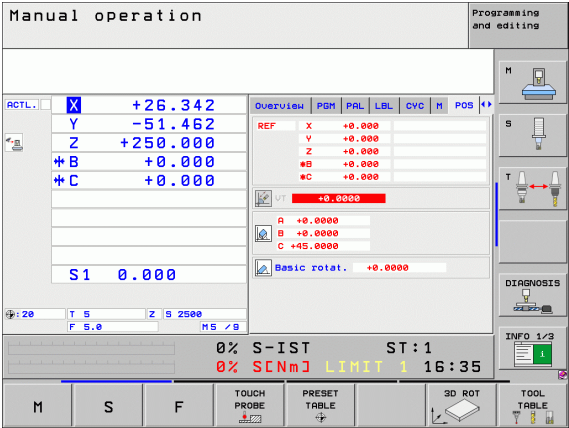 Manual operation
Programming
and editing
ACTL. X +26.342
Y -51.462
Z +250.000
*B +0.000
*C +0.000
S1 0.000
:20 T 5 Z S 2500
F 5.0 M5 /9
Overview PGM PAL LBL CYC M POS
REF X +0.000
Y +0.000
Z +0.000
*B +0.000
*C +0.000
VT +0.0000
A +0.0000
B +0.0000
C +45.0000
Basic rotat. +0.0000
0% S-IST ST:1
0% S[Nm] LIMIT 1 16:35
M
S
T
DIAGNOSIS
INFO 1/3
M
S
F
TOUCH
PROBE
PRESET
TABLE
3D ROT
TOOL
TABLE